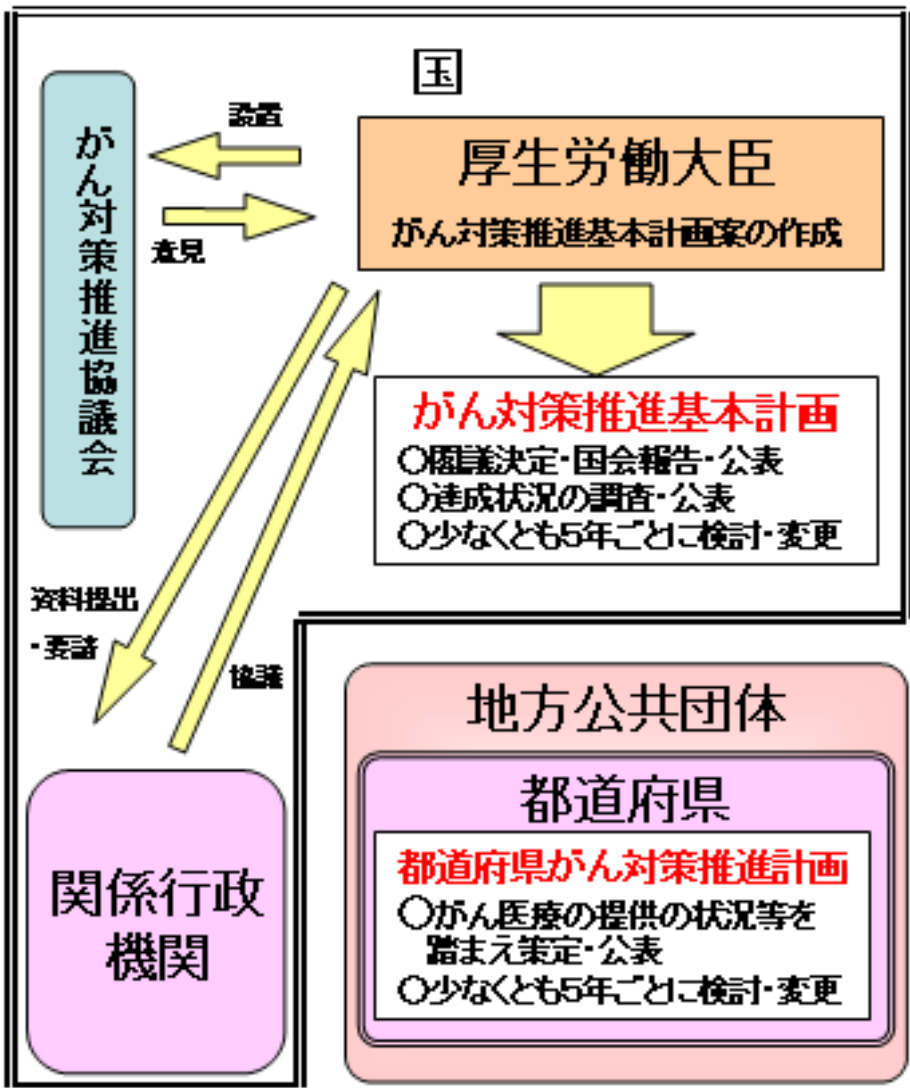 国
がん対策推進協議会
設置
意見
厚生労働大臣
がん対策推進基本計画案の作成
がん対策推進基本計画
○閣議決定・国会報告・公表
○達成状況の調査・公表
○少なくとも5年ごとに検討・変更
資料提出
・要請
協議
関係行政
機関
地方公共団体
都道府県
都道府県がん対策推進計画
○がん医療の提供の状況等を
踏まえ策定・公表
○少なくとも5年ごとに検討・変更